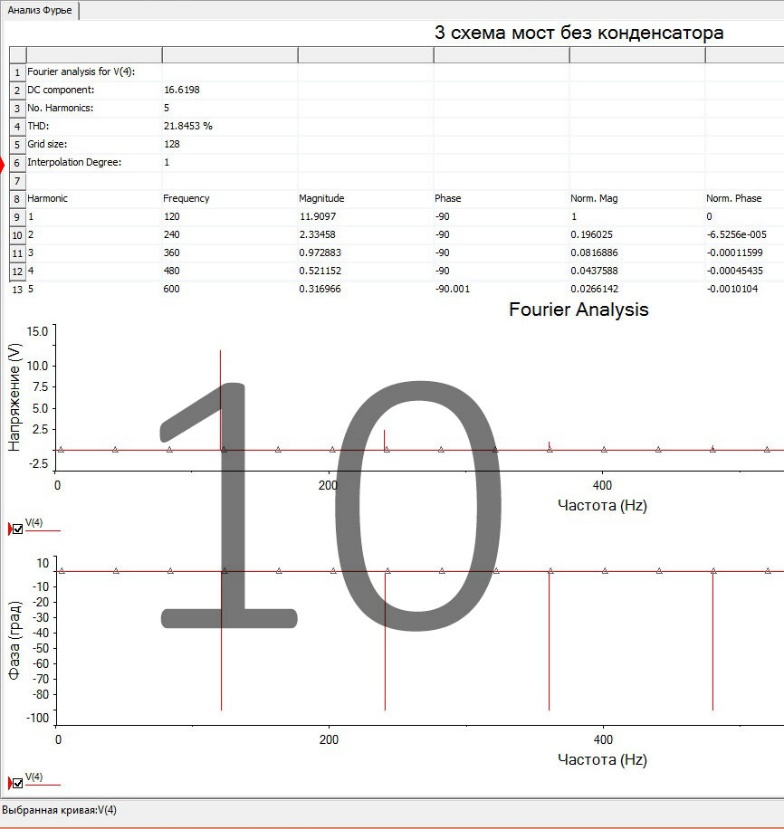 Анализ Фурье
3 схема мост без конденсатора
1 Fourier analysis for V(4):
2 DC component: 16.6198
3 No. Harmonics: 5
4 THD: 21.8453 %
5 Grid size: 128
6 Interpolation Degree: 1
7
8 Harmonic Frequency Magnitude Phase Norm. Mag Norm. Phase
9 1 120 11.9097 -90 1 0
10 2 240 2.33458 -90 0.196025 -6.5256e-005
11 3 360 0.972883 -90 0.0816886 -0.00011599
12 4 480 0.521152 -90 0.0437588 -0.00045435
13 5 600 0.316966 -90.001 0.0266142 -0.0010104
Fourier Analysis
Напряжение (V)
15.0
10.0
7.5
5.0
2.5
-2.5
0 200 400
Частота (Hz)
V(4)
10
Фаза (град)
10
-10
-20
-30
-40
-50
-60
-70
-80
-100
0 200 400
Частота (Hz)
V(4)
Выбранная кривая:V(4)